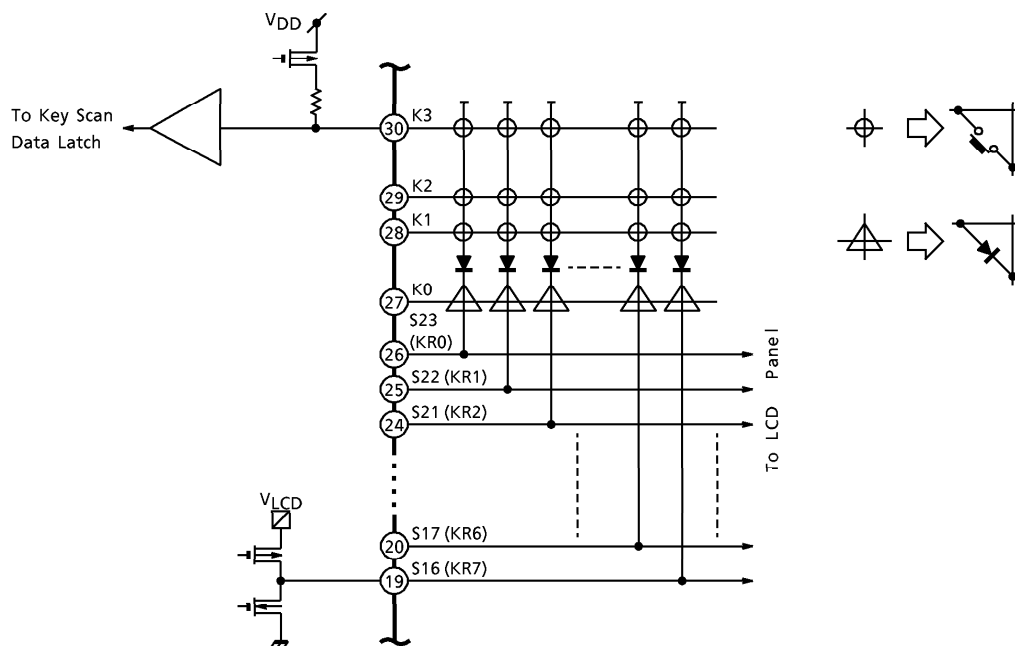 VDD
To Key Scan
Data Latch
30 K3
29 K2
28 K1
27 K0
S23
26 (KR0)
25 S22 (KR1)
24 S21 (KR2)
To LCD Panel
VLCD
20 S17 (KR6)
19 S16 (KR7)